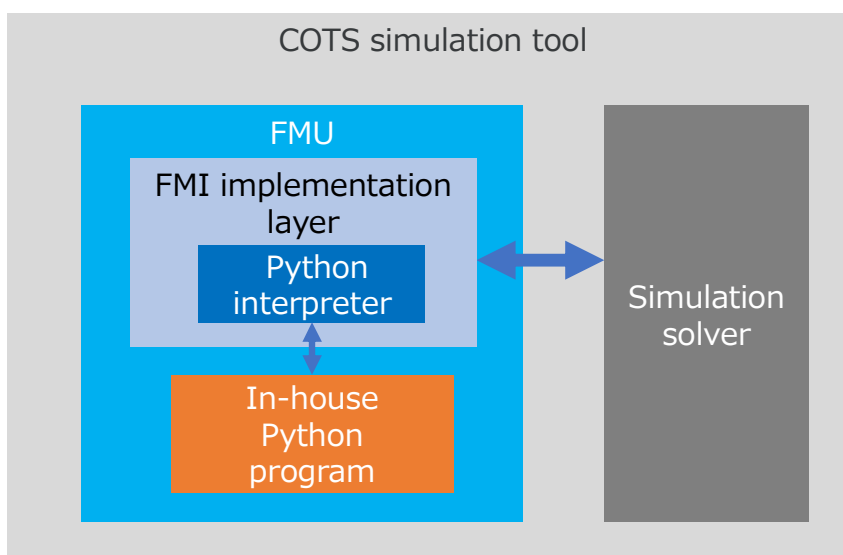 COTS simulation tool
FMU
FMI implementation
layer
Python
interpreter
In-house
Python
program
Simulation
solver